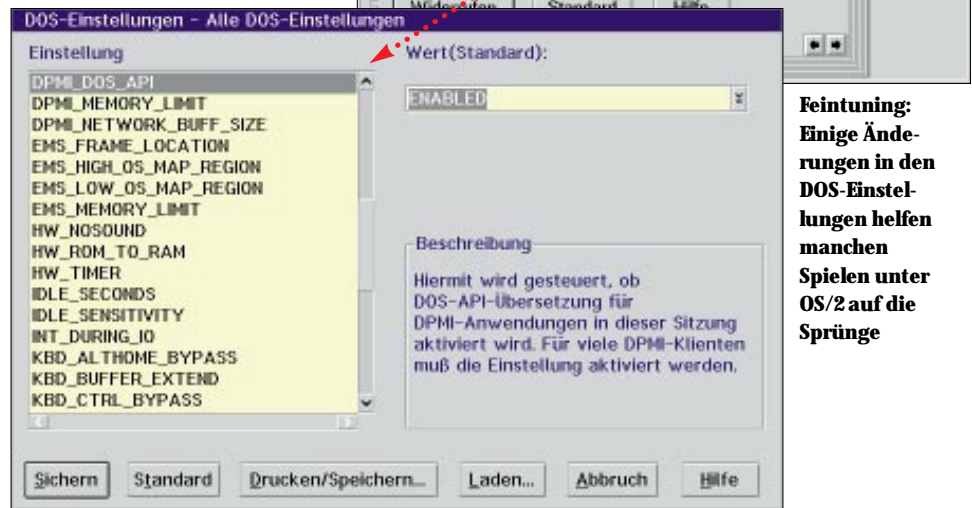 Widerrufen Standard Hilfe
DOS-Einstellungen - Alle DOS-Einstellungen
Einstellung
DPMI_DOS_API
DPMI_MEMORY_LIMIT
DPMI_NETWORK_BUFF_SIZE
EMS_FRAME_LOCATION
EMS_HIGH_OS_MAP_REGION
EMS_LOW_OS_MAP_REGION
EMS_MEMORY_LIMIT
HW_NOSOUND
HW_ROM_TO_RAM
HW_TIMER
IDLE_SECONDS
IDLE_SENSITIVITY
INT_DURING_IO
KBD_ALTHOME_BYPASS
KBD_BUFFER_EXTEND
KBD_CTRL_BYPASS
Wert(Standard):
ENABLED
Beschreibung
Hiermit wird gesteuert, ob
DOS-API-Übersetzung für
DPMI-Anwendungen in dieser Sitzung
aktiviert wird. Für viele DPMI-Klienten
muß die Einstellung aktiviert werden.
Sichern Standard Drucken/Speichern... Laden... Abbruch Hilfe
Feintuning:
Einige Ände-
rungen in den
DOS-Einstel-
lungen helfen
manchen
Spielen unter
OS/2 auf die
Sprünge